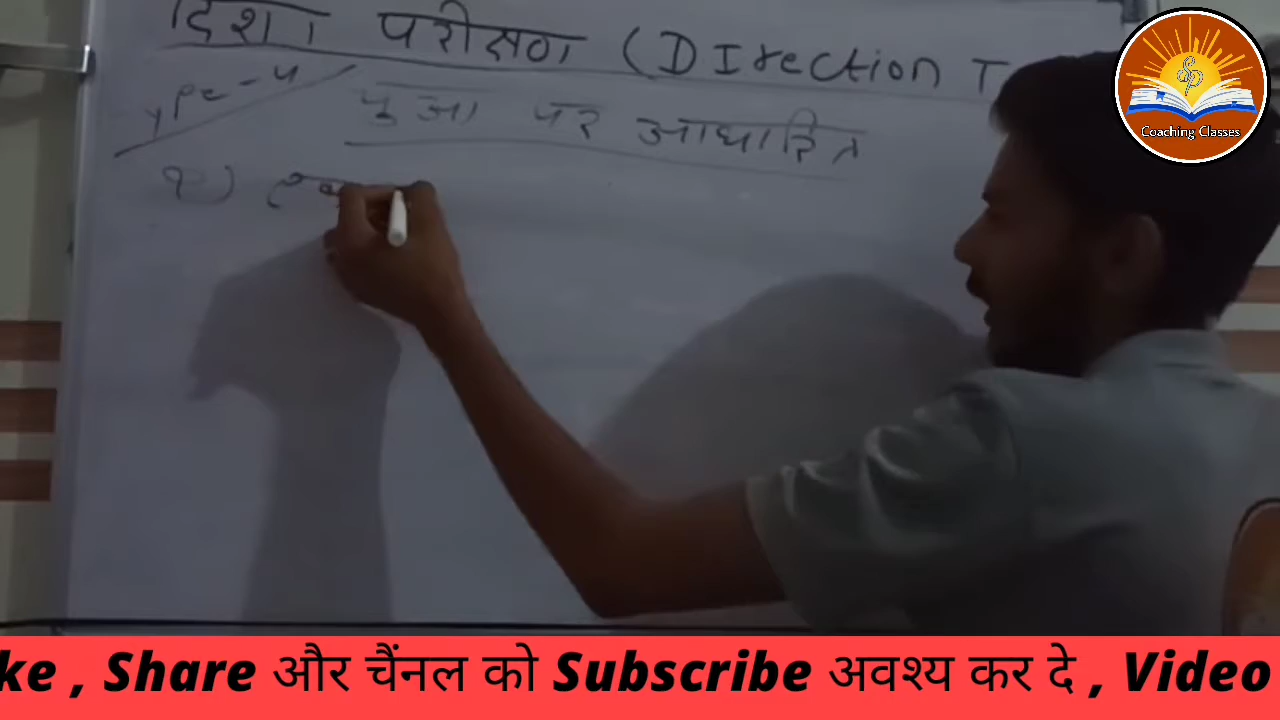 दिशा परीक्षण (DIrection T
ype-4
पूजा पर आधारित
Coaching Classes
ke , Share और चैंनल को Subscribe अवश्य कर दे , Video